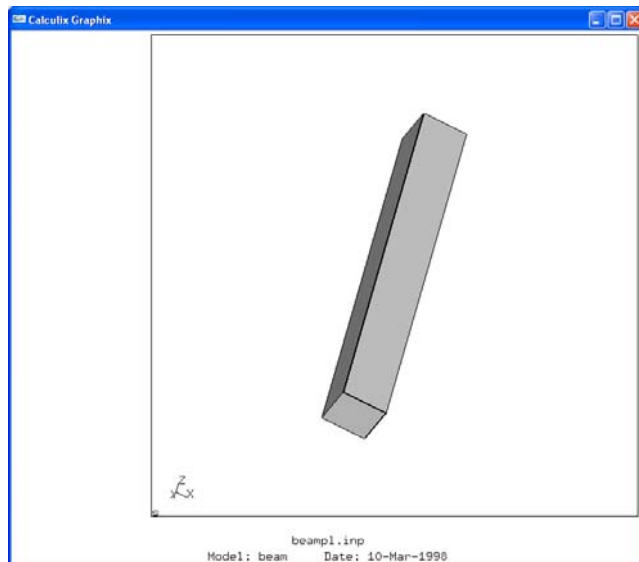 Calculix Graphix
Z
Y X
beampl.inp
Model: beam Date: 10-Mar-1998